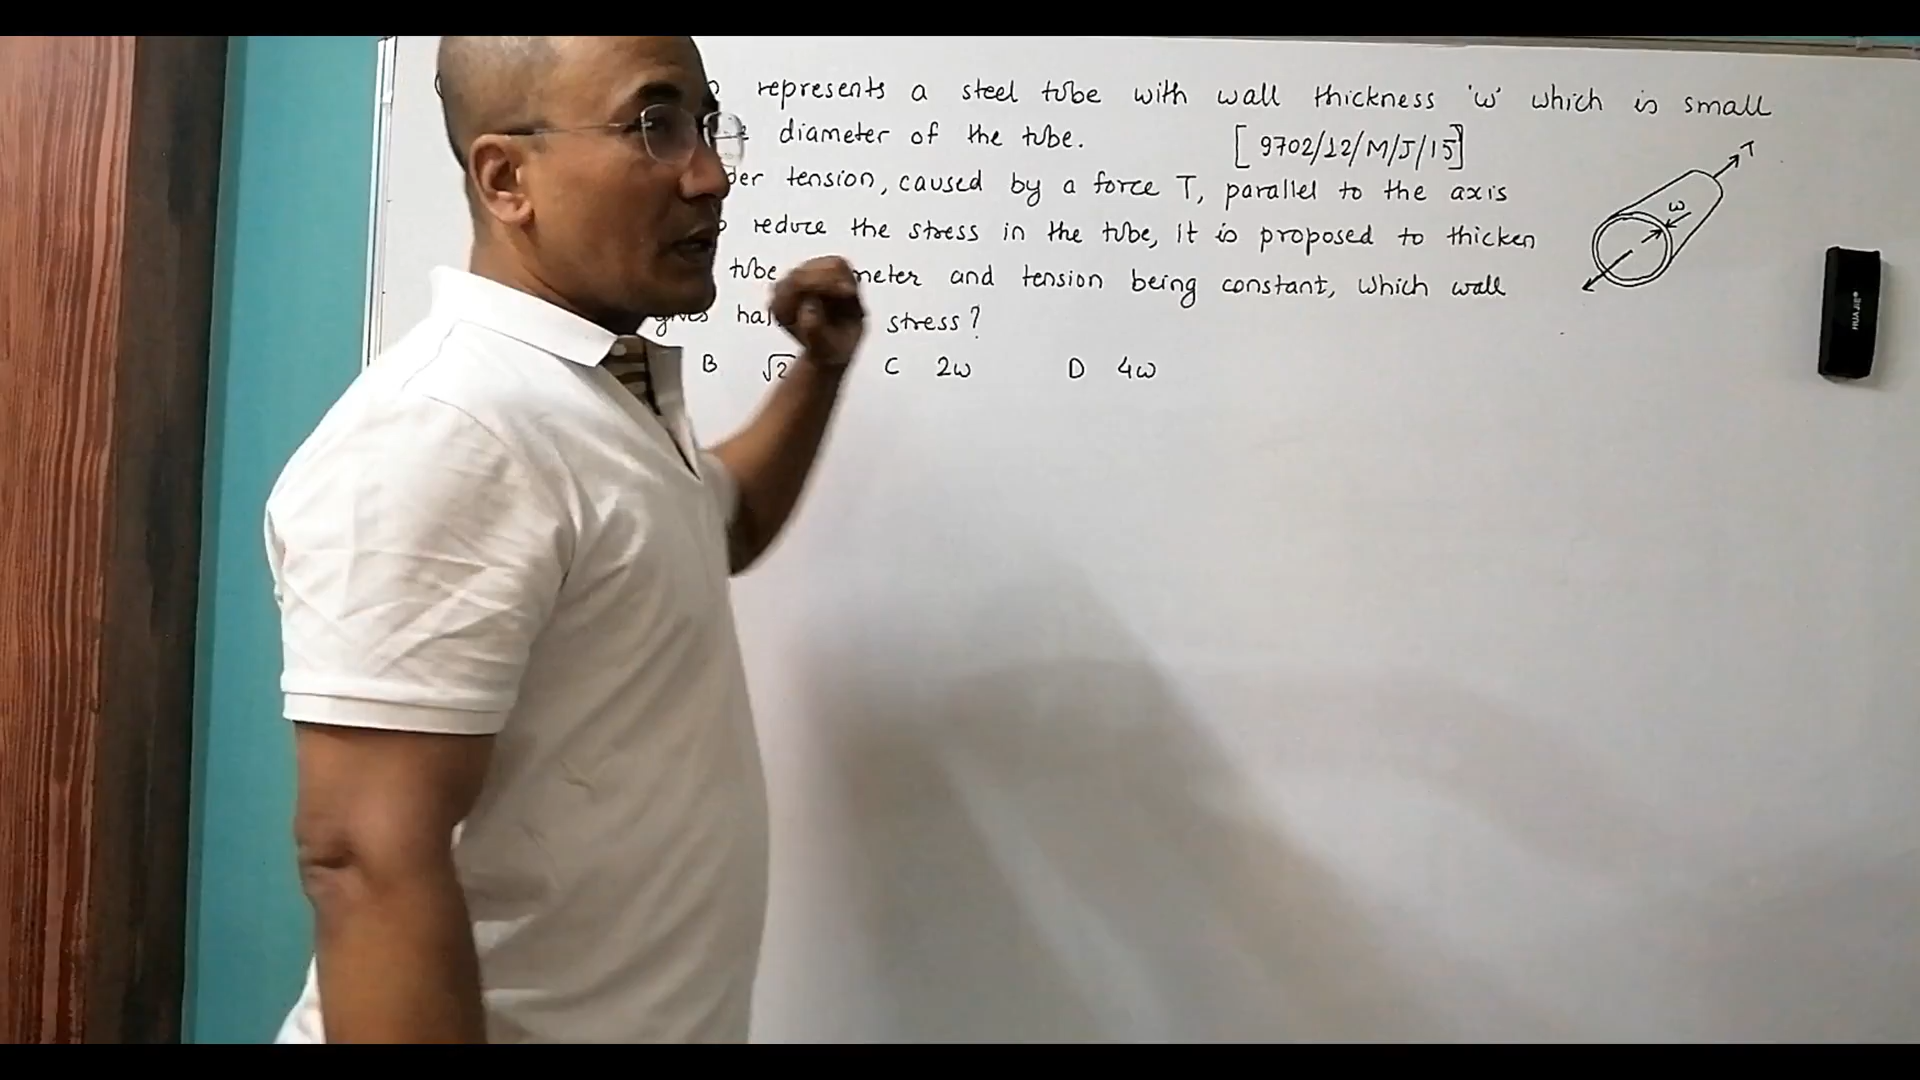 represents a steel tube with wall thickness 'w' which is small
diameter of the tube. [9702/12/M/J/15]
tension, caused by a force T, parallel to the axis
reduce the stress in the tube, it is proposed to thicken
tube and tension being constant, which wall
stress?
B √2 C 2w D 4w
T
w
HUAJIE